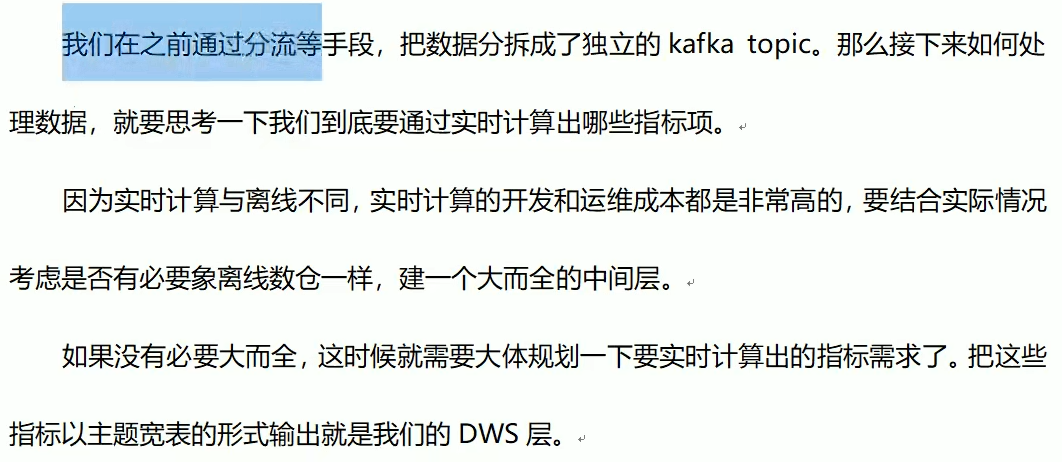 我们在之前通过分流等手段，把数据分拆成了独立的 kafka topic。那么接下来如何处
理数据，就要思考一下我们到底要通过实时计算出哪些指标项。
因为实时计算与离线不同，实时计算的开发和运维成本都是非常高的，要结合实际情况
考虑是否有必要象离线数仓一样，建一个大而全的中间层。
如果没有必要大而全，这时候就需要大体规划一下要实时计算出的指标需求了。把这些
指标以主题宽表的形式输出就是我们的 DWS 层。